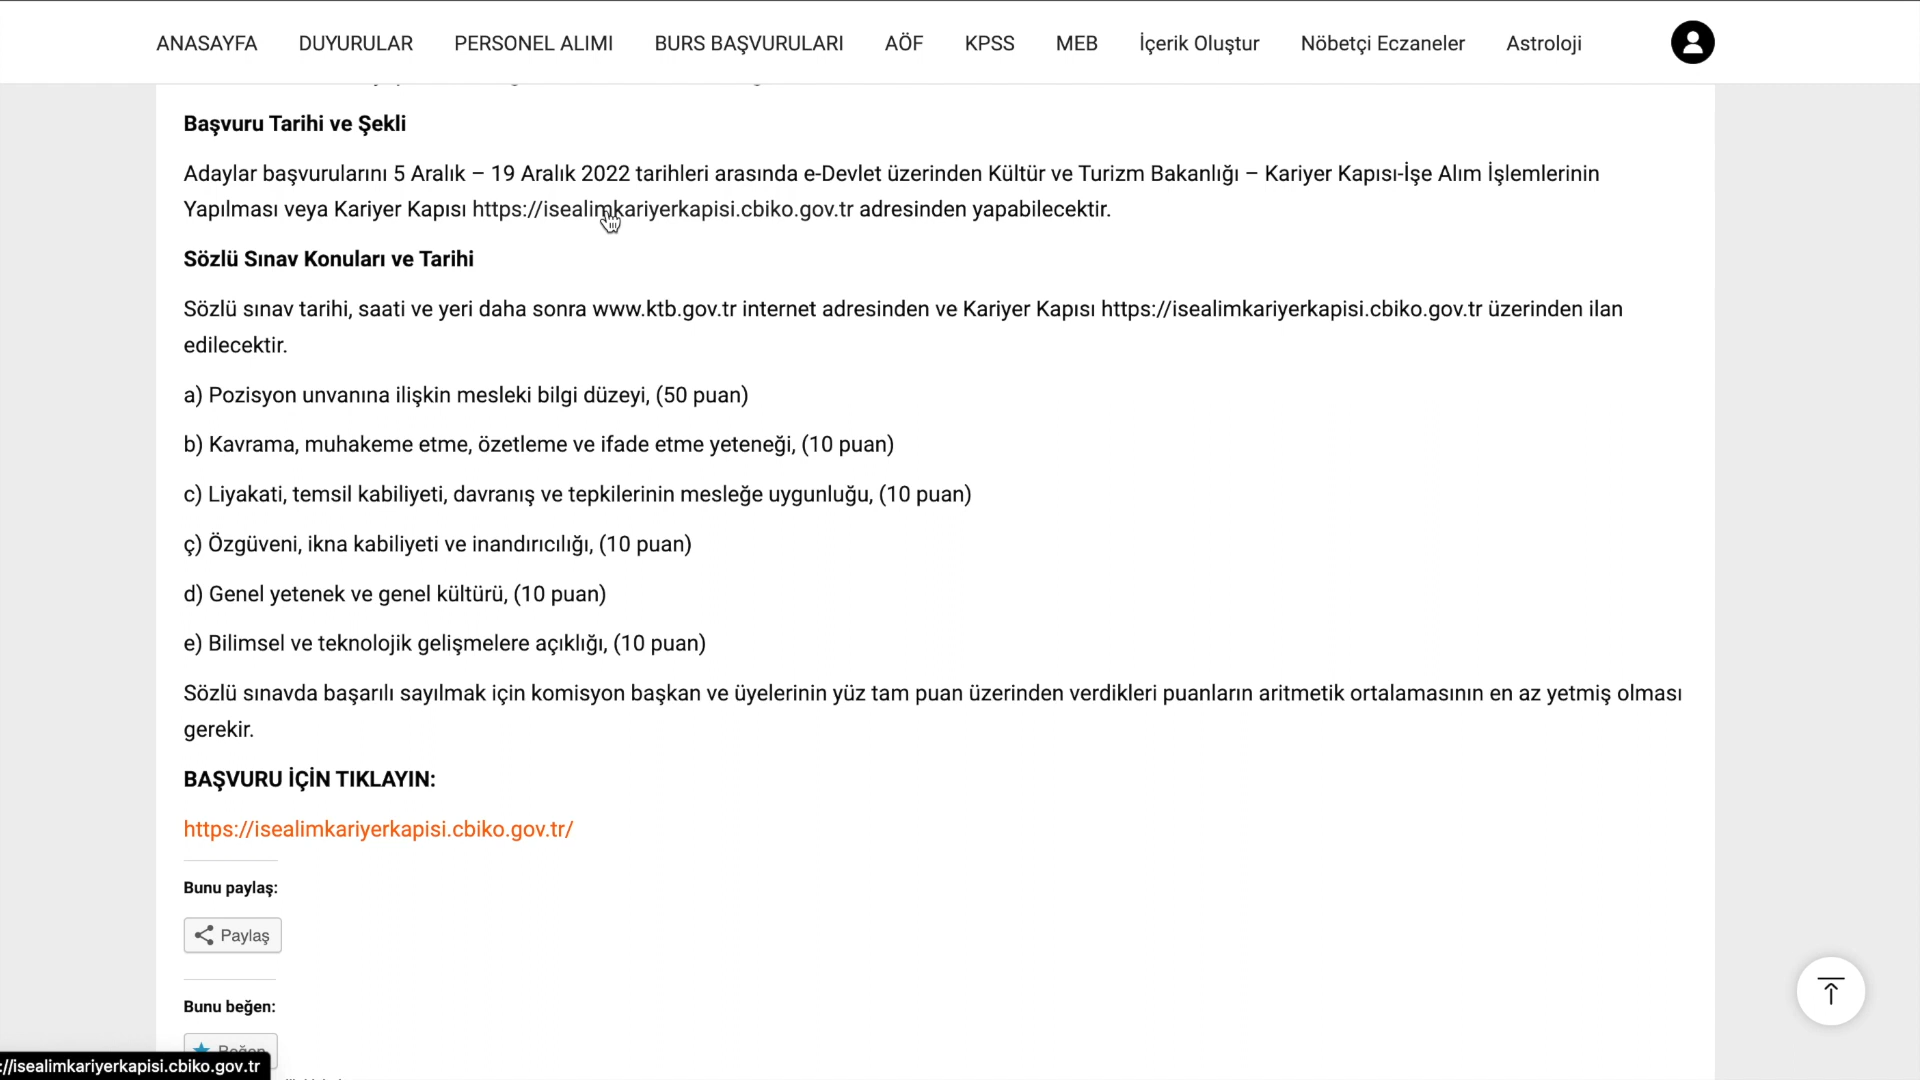 ANASAYFA DUYURULAR PERSONEL ALIMI BURS BAŞVURULARI AÖF KPSS MEB İçerik Oluştur Nöbetçi Eczaneler Astroloji
Başvuru Tarihi ve Şekli
Adaylar başvurularını 5 Aralık – 19 Aralık 2022 tarihleri arasında e-Devlet üzerinden Kültür ve Turizm Bakanlığı – Kariyer Kapısı-İşe Alım İşlemlerinin
Yapılması veya Kariyer Kapısı https://isealimkariyerkapisi.cbiko.gov.tr adresinden yapabilecektir.
Sözlü Sınav Konuları ve Tarihi
Sözlü sınav tarihi, saati ve yeri daha sonra www.ktb.gov.tr internet adresinden ve Kariyer Kapısı https://isealimkariyerkapisi.cbiko.gov.tr üzerinden ilan
edilecektir.
a) Pozisyon unvanına ilişkin mesleki bilgi düzeyi, (50 puan)
b) Kavrama, muhakeme etme, özetleme ve ifade etme yeteneği, (10 puan)
c) Liyakati, temsil kabiliyeti, davranış ve tepkilerinin mesleğe uygunluğu, (10 puan)
ç) Özgüveni, ikna kabiliyeti ve inandırıcılığı, (10 puan)
d) Genel yetenek ve genel kültürü, (10 puan)
e) Bilimsel ve teknolojik gelişmelere açıklığı, (10 puan)
Sözlü sınavda başarılı sayılmak için komisyon başkan ve üyelerinin yüz tam puan üzerinden verdikleri puanların aritmetik ortalamasının en az yetmiş olması
gerekir.
BAŞVURU İÇİN TIKLAYIN:
https://isealimkariyerkapisi.cbiko.gov.tr/
Bunu paylaş:
Paylaş
Bunu beğen:
Beğen
://isealimkariyerkapisi.cbiko.gov.tr